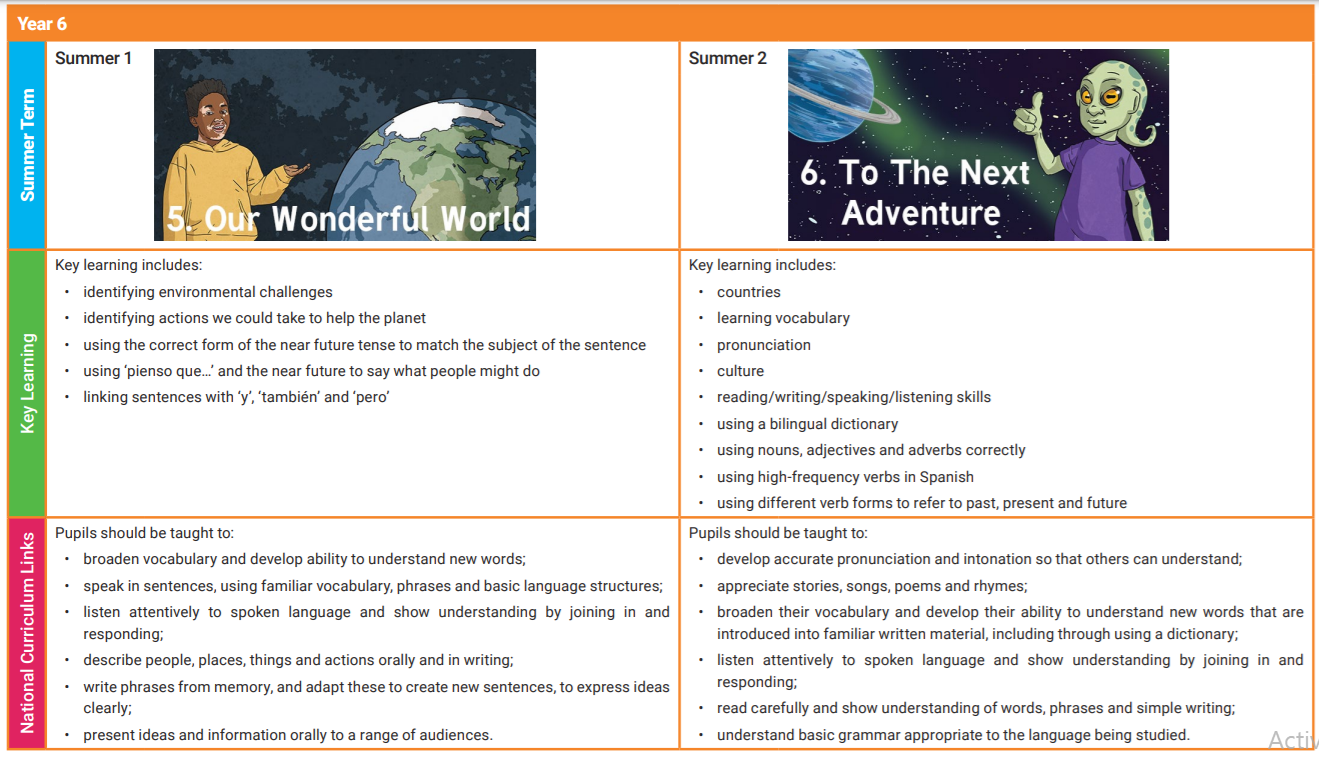 Year 6
Summer Term
Summer 1
5. Our Wonderful World
Summer 2
6. To The Next
Adventure
Key Learning
Key learning includes:
• identifying environmental challenges
• identifying actions we could take to help the planet
• using the correct form of the near future tense to match the subject of the sentence
• using ‘pienso que…’ and the near future to say what people might do
• linking sentences with ‘y’, ‘también’ and ‘pero’
Key learning includes:
• countries
• learning vocabulary
• pronunciation
• culture
• reading/writing/speaking/listening skills
• using a bilingual dictionary
• using nouns, adjectives and adverbs correctly
• using high-frequency verbs in Spanish
• using different verb forms to refer to past, present and future
National Curriculum Links
Pupils should be taught to:
• broaden vocabulary and develop ability to understand new words;
• speak in sentences, using familiar vocabulary, phrases and basic language structures;
• listen attentively to spoken language and show understanding by joining in and
responding;
• describe people, places, things and actions orally and in writing;
• write phrases from memory, and adapt these to create new sentences, to express ideas
clearly;
• present ideas and information orally to a range of audiences.
Pupils should be taught to:
• develop accurate pronunciation and intonation so that others can understand;
• appreciate stories, songs, poems and rhymes;
• broaden their vocabulary and develop their ability to understand new words that are
introduced into familiar written material, including through using a dictionary;
• listen attentively to spoken language and show understanding by joining in and
responding;
• read carefully and show understanding of words, phrases and simple writing;
• understand basic grammar appropriate to the language being studied.